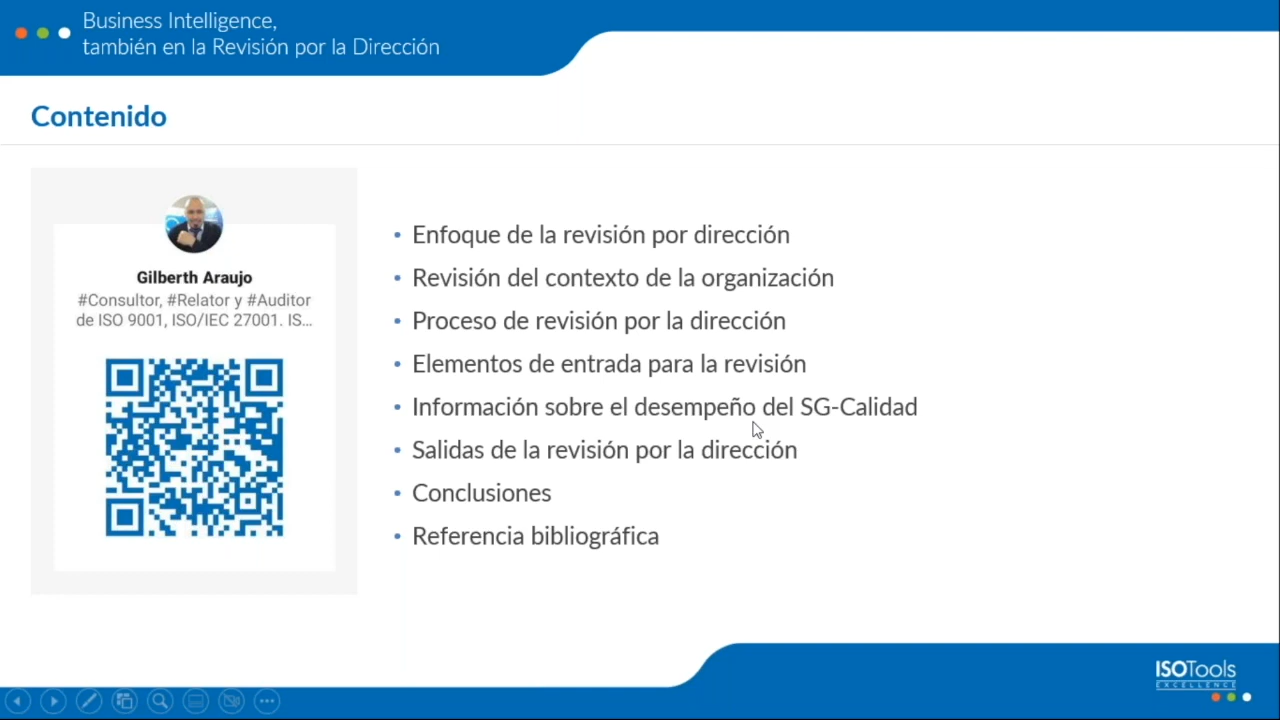 Business Intelligence,
también en la Revisión por la Dirección
Contenido
Gilberth Araujo
#Consultor, #Relator y #Auditor
de ISO 9001, ISO/IEC 27001. IS...
• Enfoque de la revisión por dirección
• Revisión del contexto de la organización
• Proceso de revisión por la dirección
• Elementos de entrada para la revisión
• Información sobre el desempeño del SG-Calidad
• Salidas de la revisión por la dirección
• Conclusiones
• Referencia bibliográfica
ISOTools
EXCELLENCE